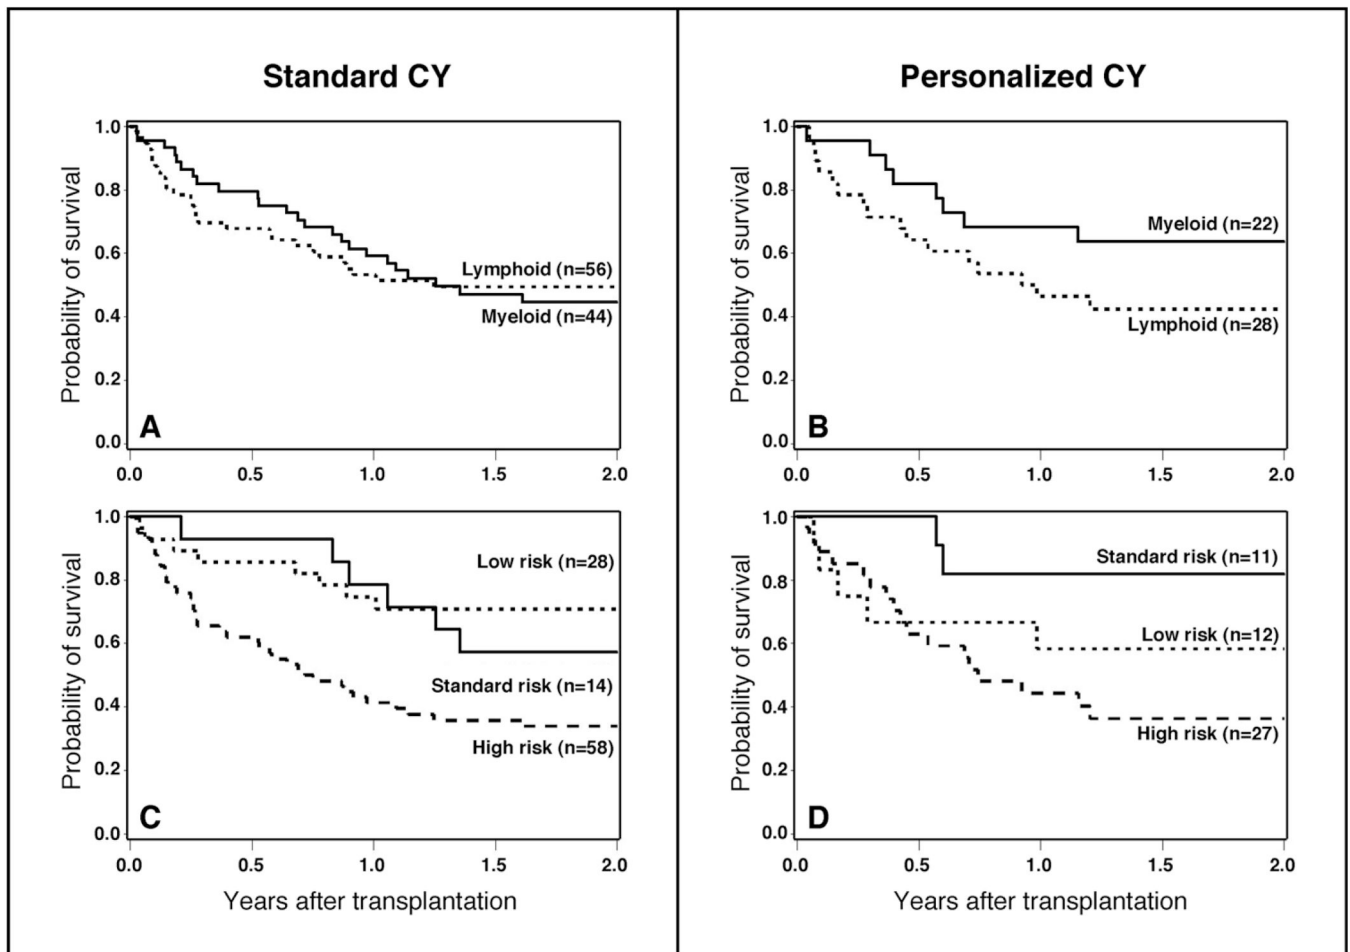 Standard CY
Personalized CY
Probability of survival
1.0
0.8
0.6
0.4
0.2
0.0
Lymphoid (n=56)
Myeloid (n=44)
A
0.0 0.5 1.0 1.5 2.0
Probability of survival
1.0
0.8
0.6
0.4
0.2
0.0
Myeloid (n=22)
Lymphoid (n=28)
B
0.0 0.5 1.0 1.5 2.0
Probability of survival
1.0
0.8
0.6
0.4
0.2
0.0
Low risk (n=28)
Standard risk (n=14)
High risk (n=58)
C
0.0 0.5 1.0 1.5 2.0
Years after transplantation
Probability of survival
1.0
0.8
0.6
0.4
0.2
0.0
Standard risk (n=11)
Low risk (n=12)
High risk (n=27)
D
0.0 0.5 1.0 1.5 2.0
Years after transplantation